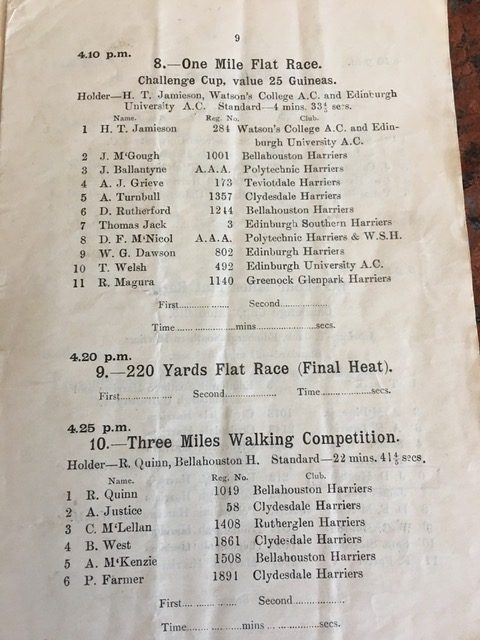 9
4.10 p.m.
8.—One Mile Flat Race.
Challenge Cup, value 25 Guineas.
Holder—H. T. Jamieson, Watson's College A.C. and Edinburgh
University A.C. Standard—4 mins. 33⅘ secs.
Name. Reg. No. Club.
1 H. T. Jamieson 284 Watson's College A.C. and Edin-
burgh University A.C.
2 J. M'Gough 1001 Bellahouston Harriers
3 J. Ballantyne A.A.A. Polytechnic Harriers
4 A. J. Grieve 173 Teviotdale Harriers
5 A. Turnbull 1357 Clydesdale Harriers
6 D. Rutherford 1244 Bellahouston Harriers
7 Thomas Jack 3 Edinburgh Southern Harriers
8 D. F. M'Nicol A.A.A. Polytechnic Harriers & W.S.H.
9 W. G. Dawson 802 Edinburgh Harriers
10 T. Welsh 492 Edinburgh University A.C.
11 R. Magura 1140 Greenock Glenpark Harriers
First.................. Second..................
Time..................mins..................secs.
4.20 p.m.
9.—220 Yards Flat Race (Final Heat).
First.................. Second.................. Time..................secs.
4.25 p.m.
10.—Three Miles Walking Competition.
Holder—R. Quinn, Bellahouston H. Standard—22 mins. 41⅘ secs.
Name. Reg. No. Club.
1 R. Quinn 1049 Bellahouston Harriers
2 A. Justice 58 Clydesdale Harriers
3 C. M'Lellan 1408 Rutherglen Harriers
4 B. West 1861 Clydesdale Harriers
5 A. M'Kenzie 1508 Bellahouston Harriers
6 P. Farmer 1891 Clydesdale Harriers
First.................. Second..................
Time..................mins ..................secs.